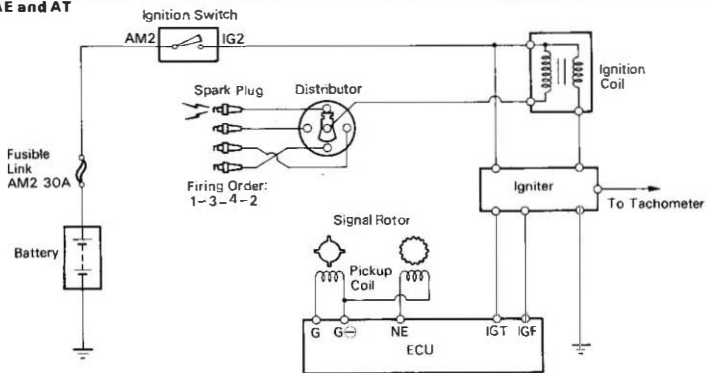 AE and AT
Ignition Switch
AM2
IG2
Ignition
Coil
Spark Plug
Distributor
Fusible
Link
AM2 30A
Firing Order:
1-3-4-2
Igniter
To Tachometer
Signal Rotor
Battery
Pickup
Coil
G
G⊖
NE
IGT
IGF
ECU